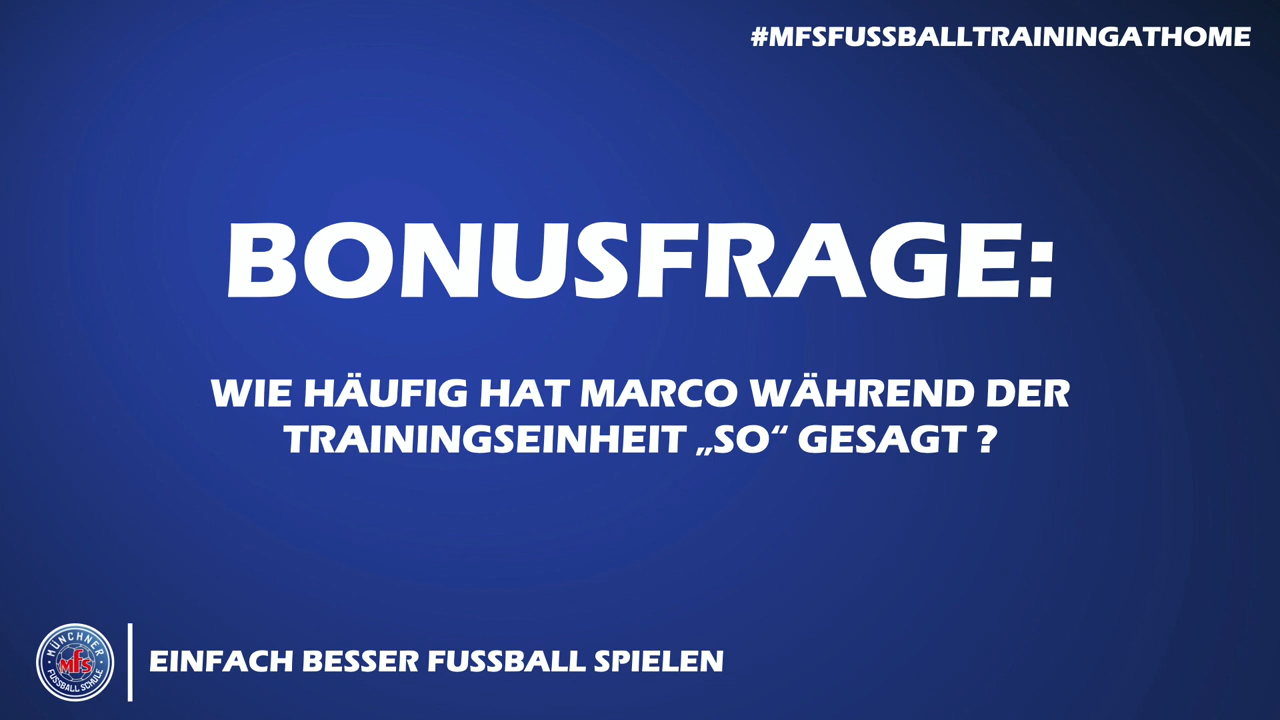 #MFSFUSSBALLTRAININGATHOME
BONUSFRAGE:
WIE HÄUFIG HAT MARCO WÄHREND DER
TRAININGSEINHEIT „SO“ GESAGT ?
MÜNCHNER
MFS
FUSSBALL SCHULE
EINFACH BESSER FUSSBALL SPIELEN